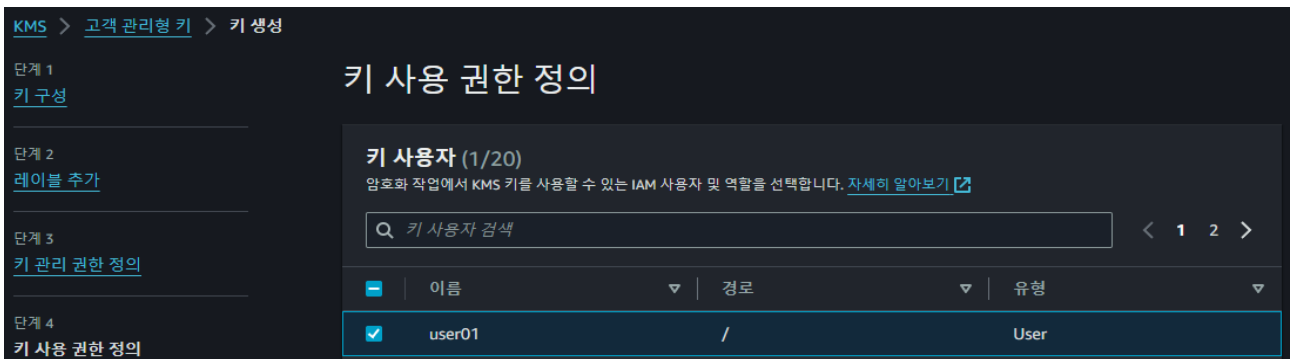 KMS > 고객 관리형 키 > 키 생성
단계 1
키 구성
단계 2
레이블 추가
단계 3
키 관리 권한 정의
단계 4
키 사용 권한 정의
키 사용 권한 정의
키 사용자 (1/20)
암호화 작업에서 KMS 키를 사용할 수 있는 IAM 사용자 및 역할을 선택합니다. 자세히 알아보기
키 사용자 검색
< 1 2 >
이름 경로 유형
user01 / User